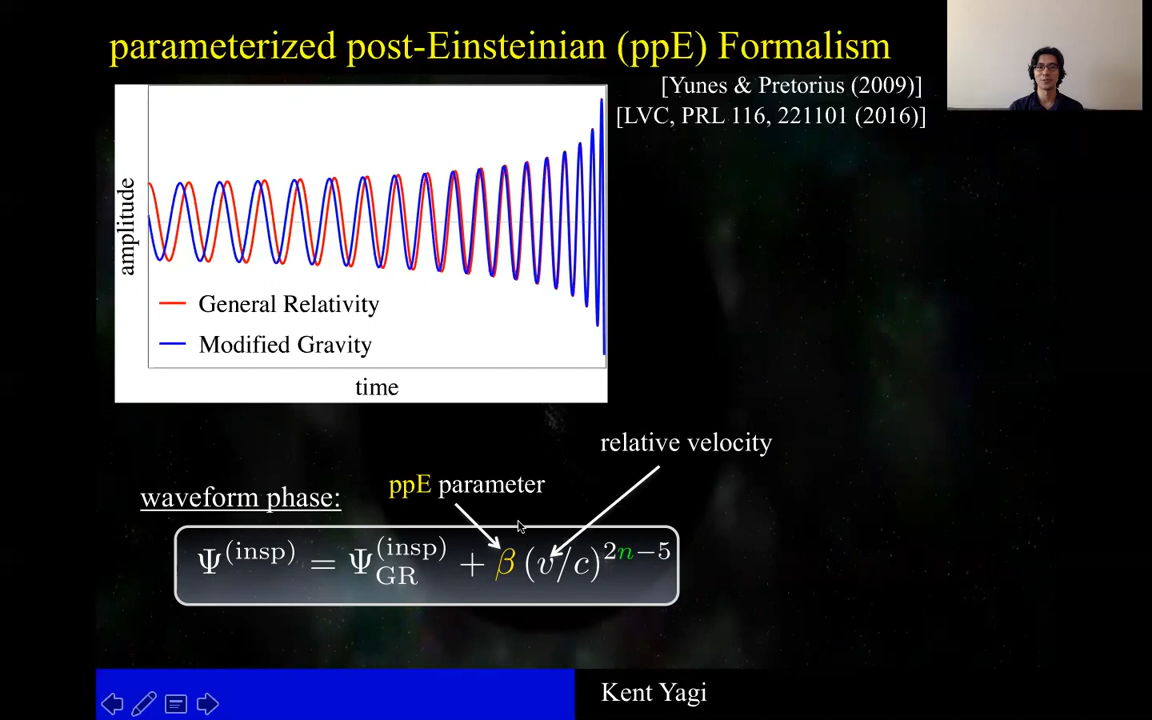 parameterized post-Einsteinian (ppE) Formalism
[Yunes & Pretorius (2009)]
[LVC, PRL 116, 221101 (2016)]
amplitude
General Relativity
Modified Gravity
time
relative velocity
ppE parameter
waveform phase:
Ψ^(insp) = Ψ_GR^(insp) + β (v/c)^2n−5
Kent Yagi